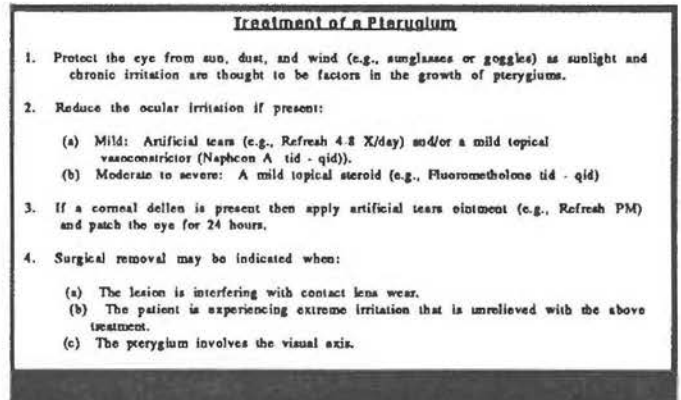 Treatment of a Pterugium
1. Protect the eye from sun, dust, and wind (e.g., sunglasses or goggles) as sunlight and
chronic irritation are thought to be factors in the growth of pterygiums.
2. Reduce the ocular irritation if present:
(a) Mild: Artificial tears (e.g., Refresh 4-8 X/day) and/or a mild topical
vasoconstrictor (Naphcon A tid - qid)).
(b) Moderate to severe: A mild topical steroid (e.g., Fluorometholone tid - qid)
3. If a corneal dellen is present then apply artificial tears ointment (e.g., Refresh PM)
and patch the eye for 24 hours.
4. Surgical removal may be indicated when:
(a) The lesion is interfering with contact lens wear.
(b) The patient is experiencing extreme irritation that is unrelieved with the above
treatment.
(c) The pterygium involves the visual axis.